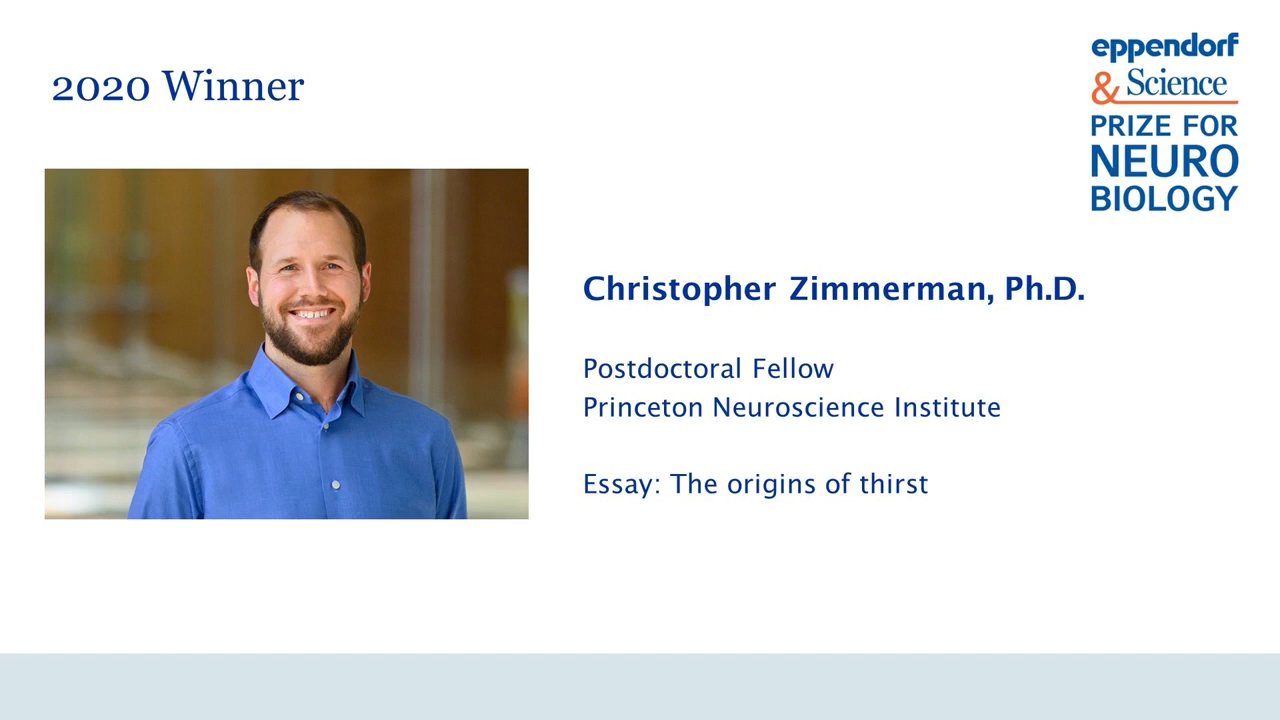 2020 Winner
eppendorf
& Science
PRIZE FOR
NEURO
BIOLOGY
Christopher Zimmerman, Ph.D.
Postdoctoral Fellow
Princeton Neuroscience Institute
Essay: The origins of thirst